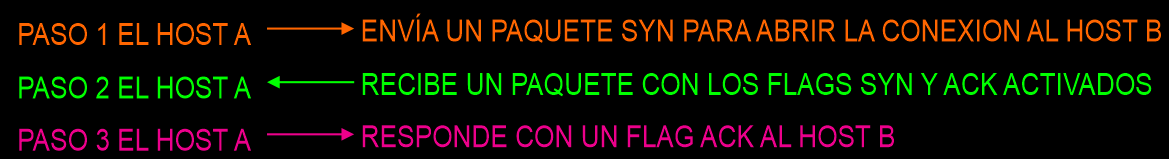 PASO 1 EL HOST A ENVÍA UN PAQUETE SYN PARA ABRIR LA CONEXION AL HOST B
PASO 2 EL HOST A RECIBE UN PAQUETE CON LOS FLAGS SYN Y ACK ACTIVADOS
PASO 3 EL HOST A RESPONDE CON UN FLAG ACK AL HOST B